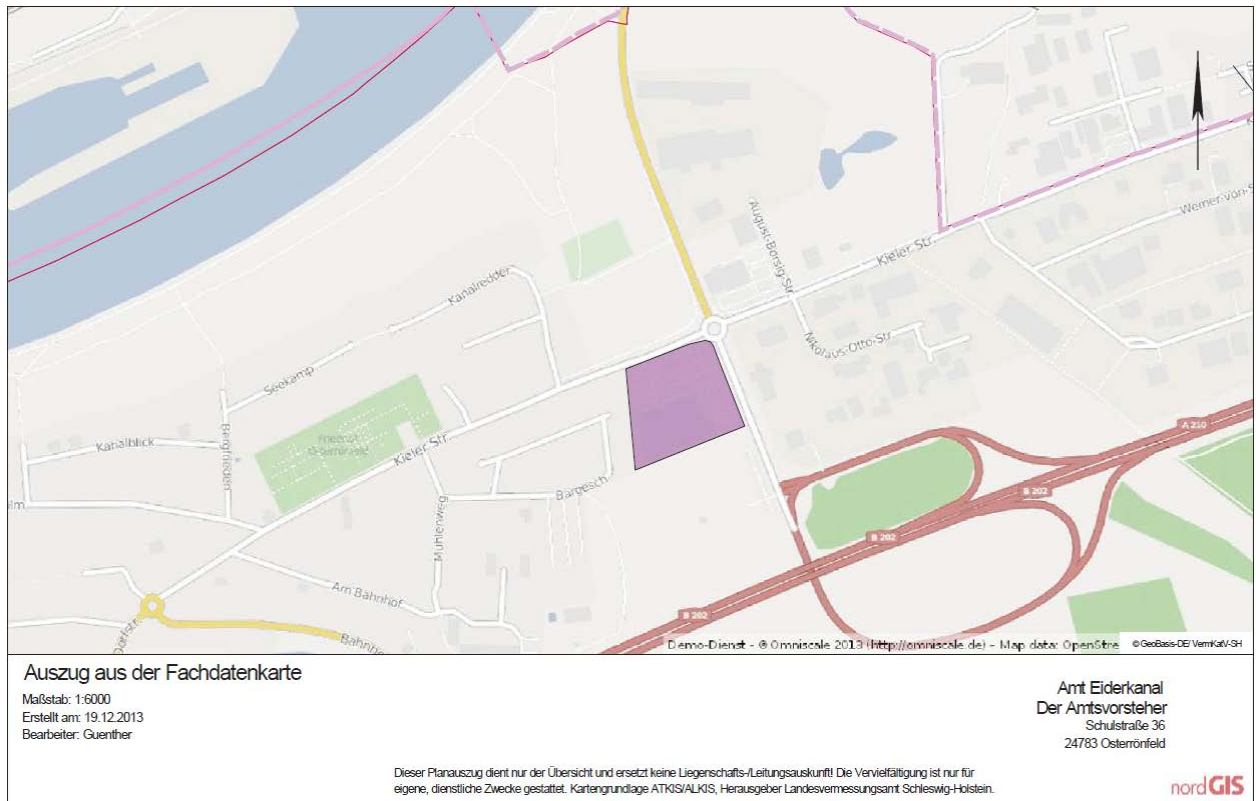 August-Borsig-Str.
Kieler Str.
Werner-von-S
Kanalredder
Nikolaus-Otto-Str.
Seekamp
A 210
Kanalblick
Bergfrieden
Kieler Str.
B 202
Bargesch
lm
Mühlenweg
B 202
Am Bahnhof
B 202
Dorfstr.
Bahnho
Demo-Dienst - © Omniscale 2013 (http://omniscale.de) - Map data: OpenStre
© GeoBasis-DE/ VermKatV-SH
Auszug aus der Fachdatenkarte
Maßstab: 1:6000
Erstellt am: 19.12.2013
Bearbeiter: Guenther
Amt Eiderkanal
Der Amtsvorsteher
Schulstraße 36
24783 Osterrönfeld
Dieser Planauszug dient nur der Übersicht und ersetzt keine Liegenschafts-/Leitungsauskunft! Die Vervielfältigung ist nur für
eigene, dienstliche Zwecke gestattet. Kartengrundlage ATKIS/ALKIS, Herausgeber Landesvermessungsamt Schleswig-Holstein.
nordGIS